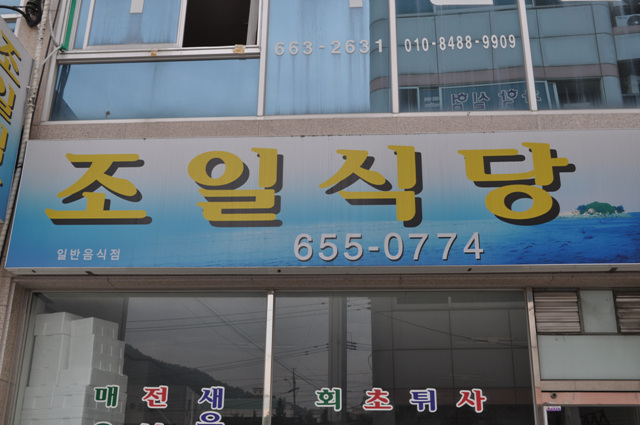 663-2631 010-8488-9909
조일식당
일반음식점 655-0774
매 전 새 회 초 튀 사